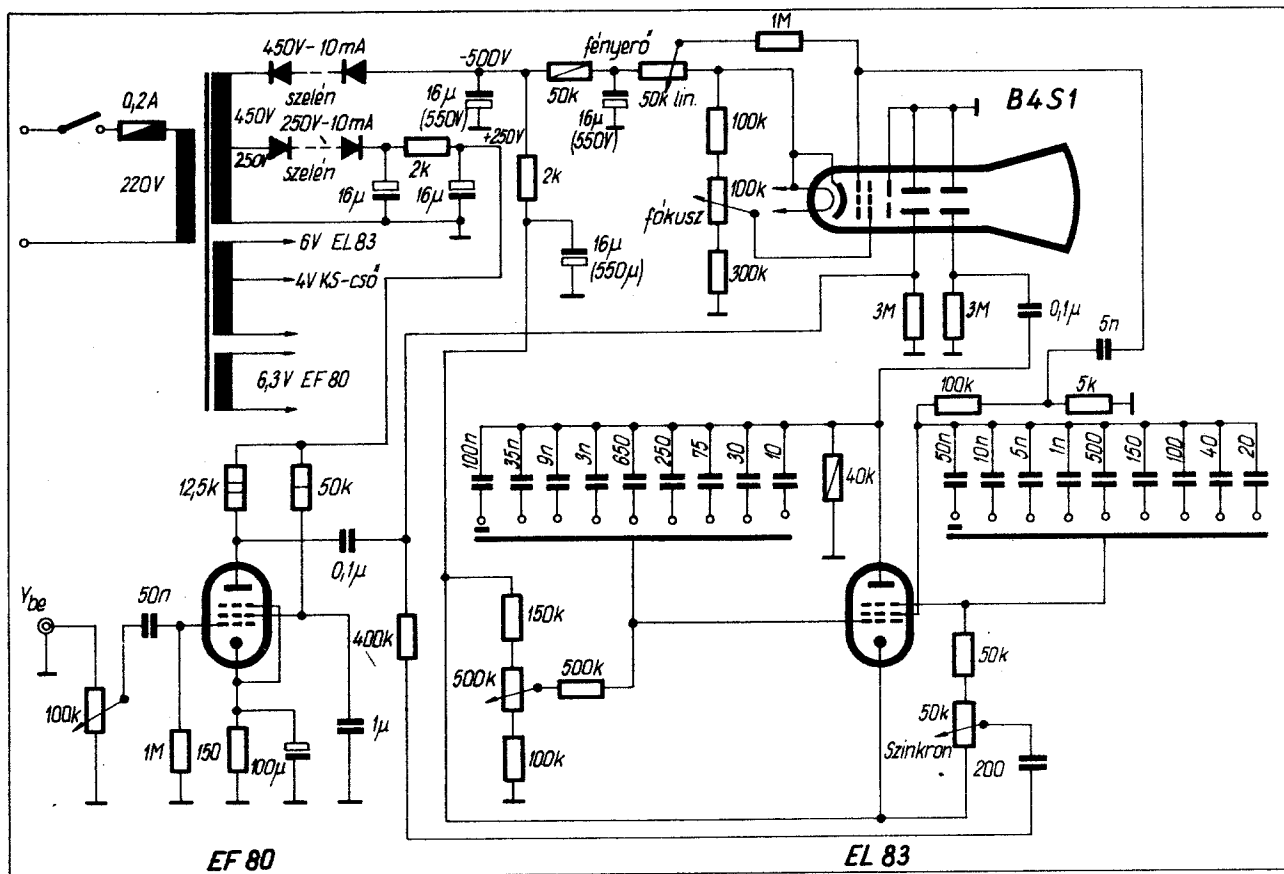 450V-10mA
-500V
fényerő
1M
szelén
0,2A
450V
16µ
(550V)
50k
16µ
(550V)
50k lin.
B4S1
250V-10mA
+250V
100k
250V
szelén
2k
2k
220V
16µ
16µ
100k
fókusz
6V EL83
16µ
(550µ)
300k
4V KS-cső
3M
3M
0,1µ
5n
6,3V EF80
100k
5k
100n
35n
9n
3n
650
250
75
30
10
40k
50n
10n
5n
1n
500
150
100
40
20
12,5k
50k
0,1µ
Ybe
50n
150k
400k
50k
500k
500k
100k
1µ
50k
1M
150
100µ
100k
Szinkron
200
EF 80
EL 83